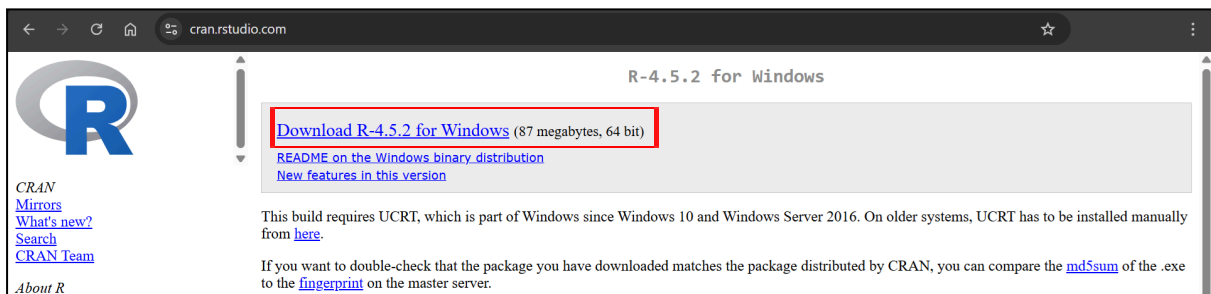 cran.rstudio.com
R
R-4.5.2 for Windows
Download R-4.5.2 for Windows (87 megabytes, 64 bit)
README on the Windows binary distribution
New features in this version
CRAN
Mirrors
What's new?
Search
CRAN Team
About R
This build requires UCRT, which is part of Windows since Windows 10 and Windows Server 2016. On older systems, UCRT has to be installed manually
from here.
If you want to double-check that the package you have downloaded matches the package distributed by CRAN, you can compare the md5sum of the .exe
to the fingerprint on the master server.